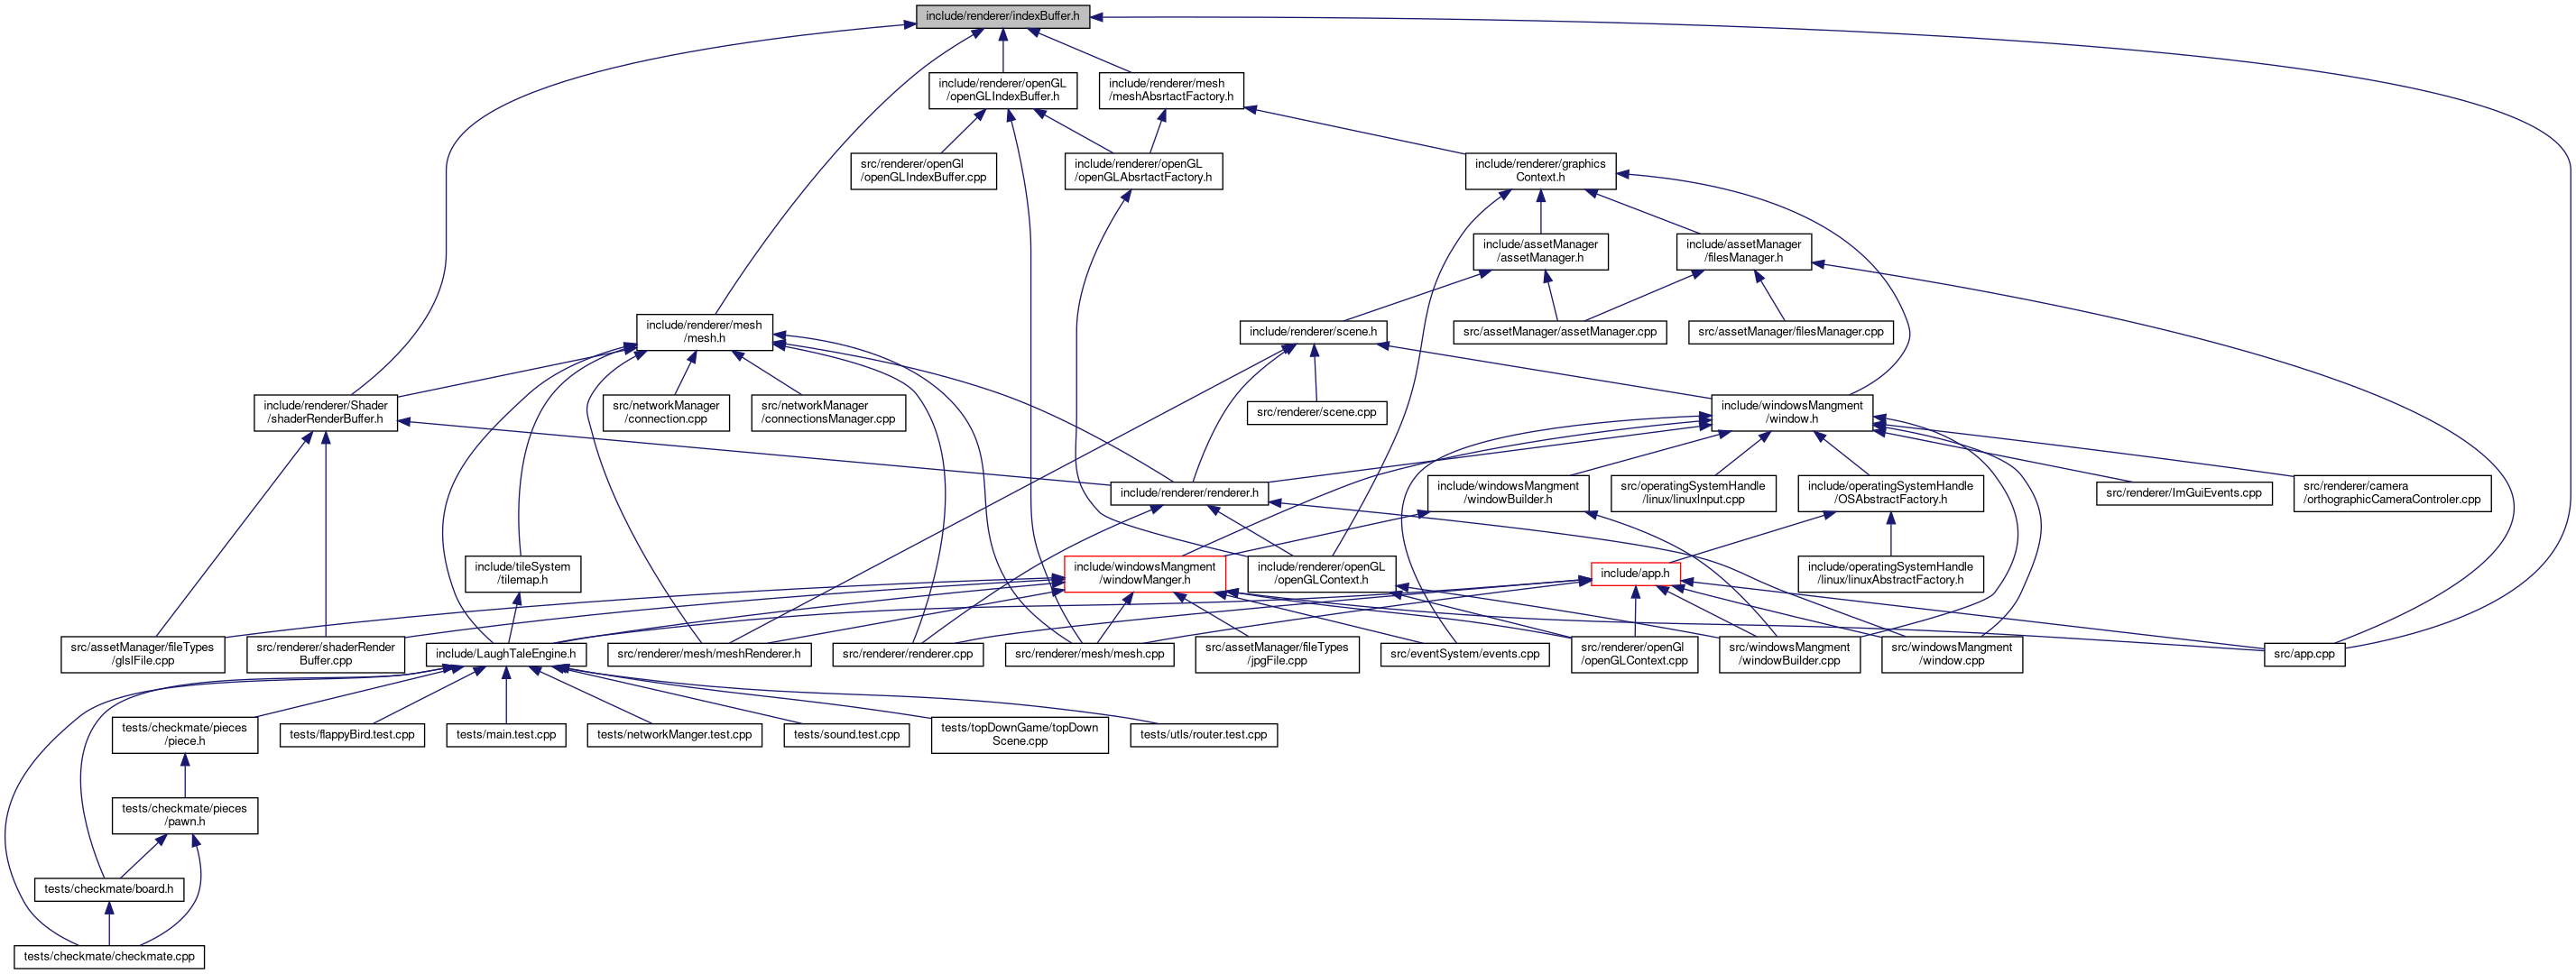 include/renderer/indexBuffer.h
include/renderer/openGL
/openGLIndexBuffer.h
include/renderer/mesh
/meshAbsrtactFactory.h
src/renderer/openGl
/openGLIndexBuffer.cpp
include/renderer/openGL
/openGLAbsrtactFactory.h
include/renderer/graphics
Context.h
include/assetManager
/assetManager.h
include/assetManager
/filesManager.h
include/renderer/mesh
/mesh.h
include/renderer/scene.h
src/assetManager/assetManager.cpp
src/assetManager/filesManager.cpp
include/renderer/Shader
/shaderRenderBuffer.h
src/networkManager
/connection.cpp
src/networkManager
/connectionsManager.cpp
src/renderer/scene.cpp
include/windowsMangment
/window.h
include/renderer/renderer.h
include/windowsMangment
/windowBuilder.h
src/operatingSystemHandle
/linux/linuxInput.cpp
include/operatingSystemHandle
/OSAbstractFactory.h
src/renderer/ImGuiEvents.cpp
src/renderer/camera
/orthographicCameraControler.cpp
include/tileSystem
/tilemap.h
include/windowsMangment
/windowManger.h
include/renderer/openGL
/openGLContext.h
include/app.h
include/operatingSystemHandle
/linux/linuxAbstractFactory.h
src/assetManager/fileTypes
/glslFile.cpp
src/renderer/shaderRender
Buffer.cpp
include/LaughTaleEngine.h
src/renderer/mesh/meshRenderer.h
src/renderer/renderer.cpp
src/renderer/mesh/mesh.cpp
src/assetManager/fileTypes
/jpgFile.cpp
src/eventSystem/events.cpp
src/renderer/openGl
/openGLContext.cpp
src/windowsMangment
/windowBuilder.cpp
src/windowsMangment
/window.cpp
src/app.cpp
tests/checkmate/pieces
/piece.h
tests/flappyBird.test.cpp
tests/main.test.cpp
tests/networkManger.test.cpp
tests/sound.test.cpp
tests/topDownGame/topDown
Scene.cpp
tests/utls/router.test.cpp
tests/checkmate/pieces
/pawn.h
tests/checkmate/board.h
tests/checkmate/checkmate.cpp